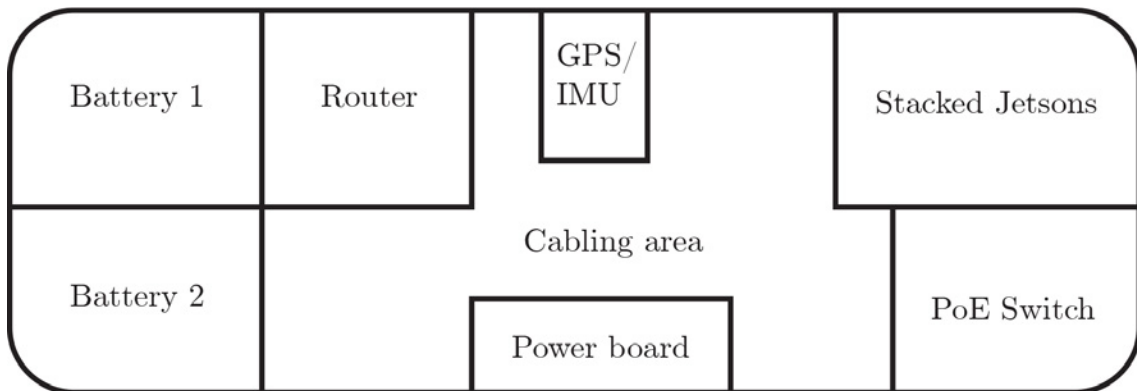 Battery 1
Router
GPS/
IMU
Stacked Jetsons
Cabling area
Battery 2
Power board
PoE Switch